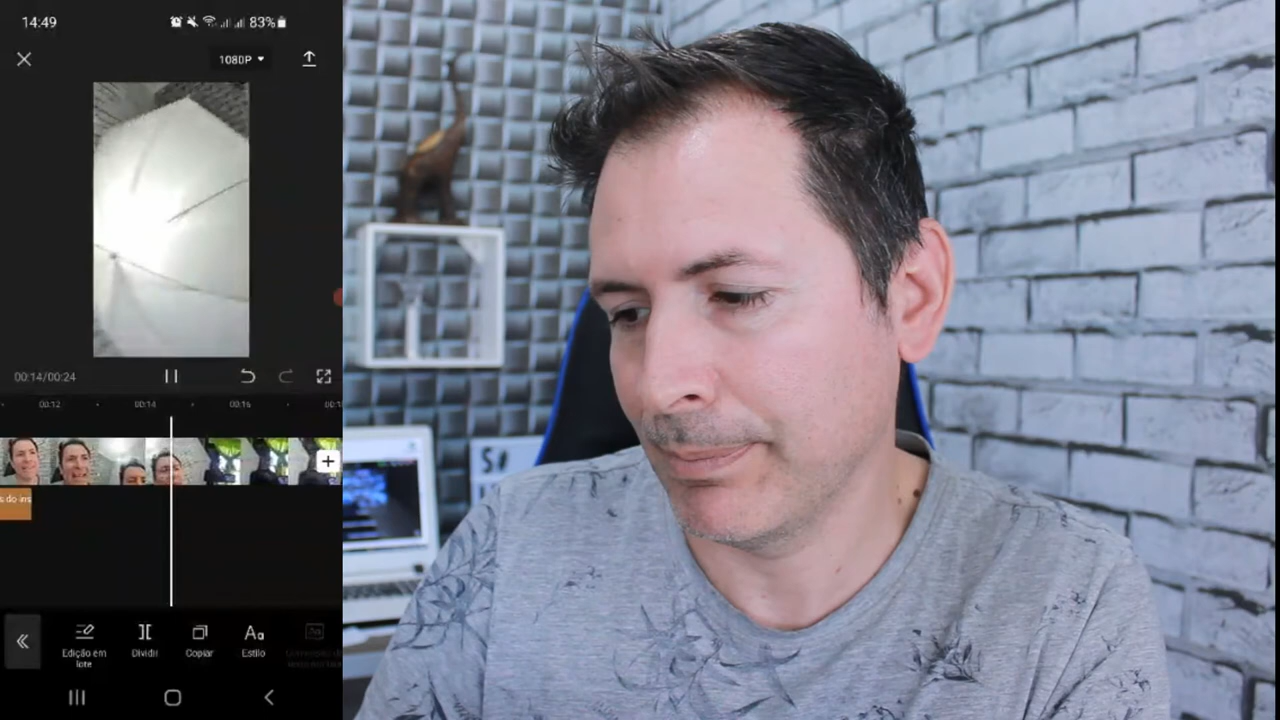 14:49 83%
1080P
00:14/00:24
00:12 00:14 00:16
s do ins
Edição em
lote
Dividir
Copiar
Estilo